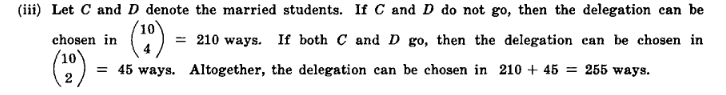 (iii) Let C and D denote the married students. If C and D do not go, then the delegation can be
chosen in (10 4) = 210 ways. If both C and D go, then the delegation can be chosen in
(10 2) = 45 ways. Altogether, the delegation can be chosen in 210 + 45 = 255 ways.